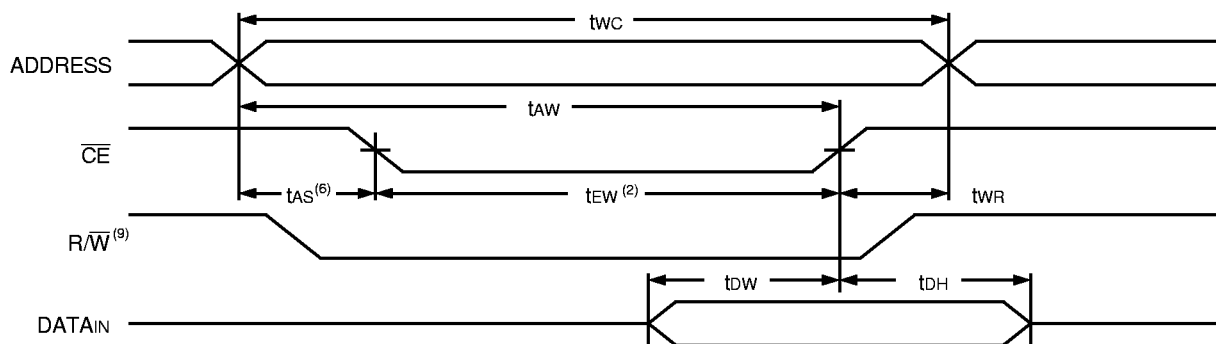 tWC
ADDRESS
tAW
CE
tAS(6) tEW (2) tWR
R/W (9)
tDW tDH
DATAIN